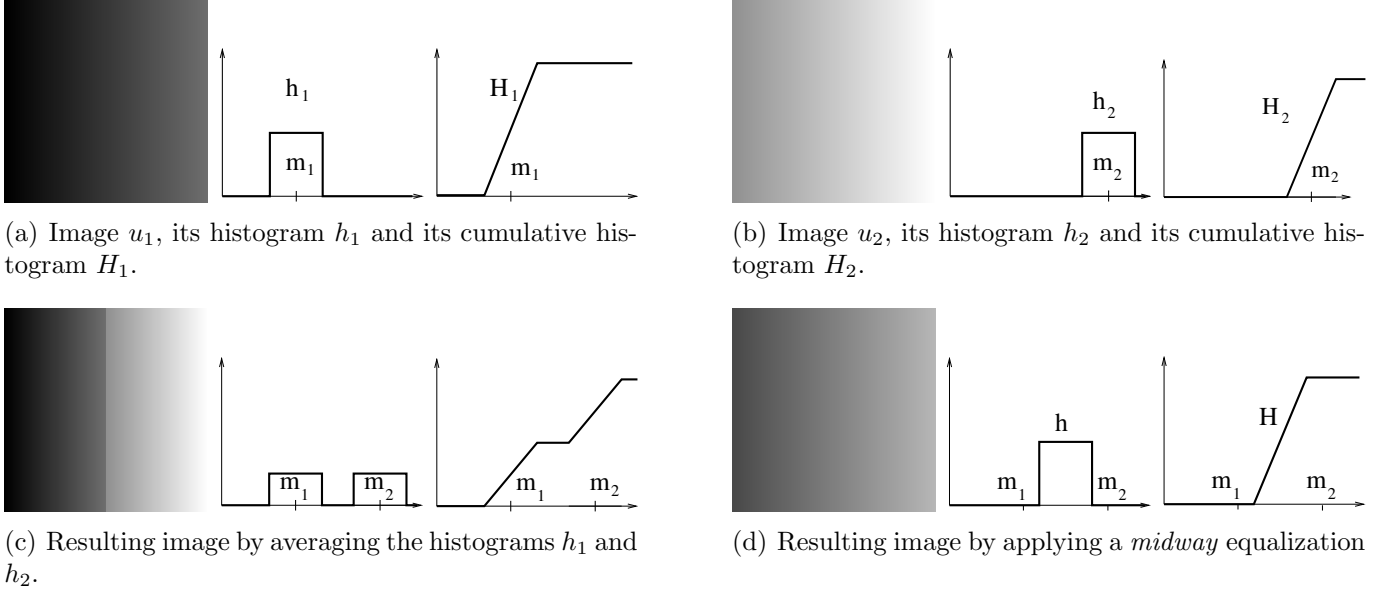 h1
m1
H1
m1
h2
m2
H2
m2
(a) Image u1, its histogram h1 and its cumulative his-
togram H1.
(b) Image u2, its histogram h2 and its cumulative his-
togram H2.
m1
m2
m1
m2
h
m1
m2
H
m1
m2
(c) Resulting image by averaging the histograms h1 and
h2.
(d) Resulting image by applying a midway equalization